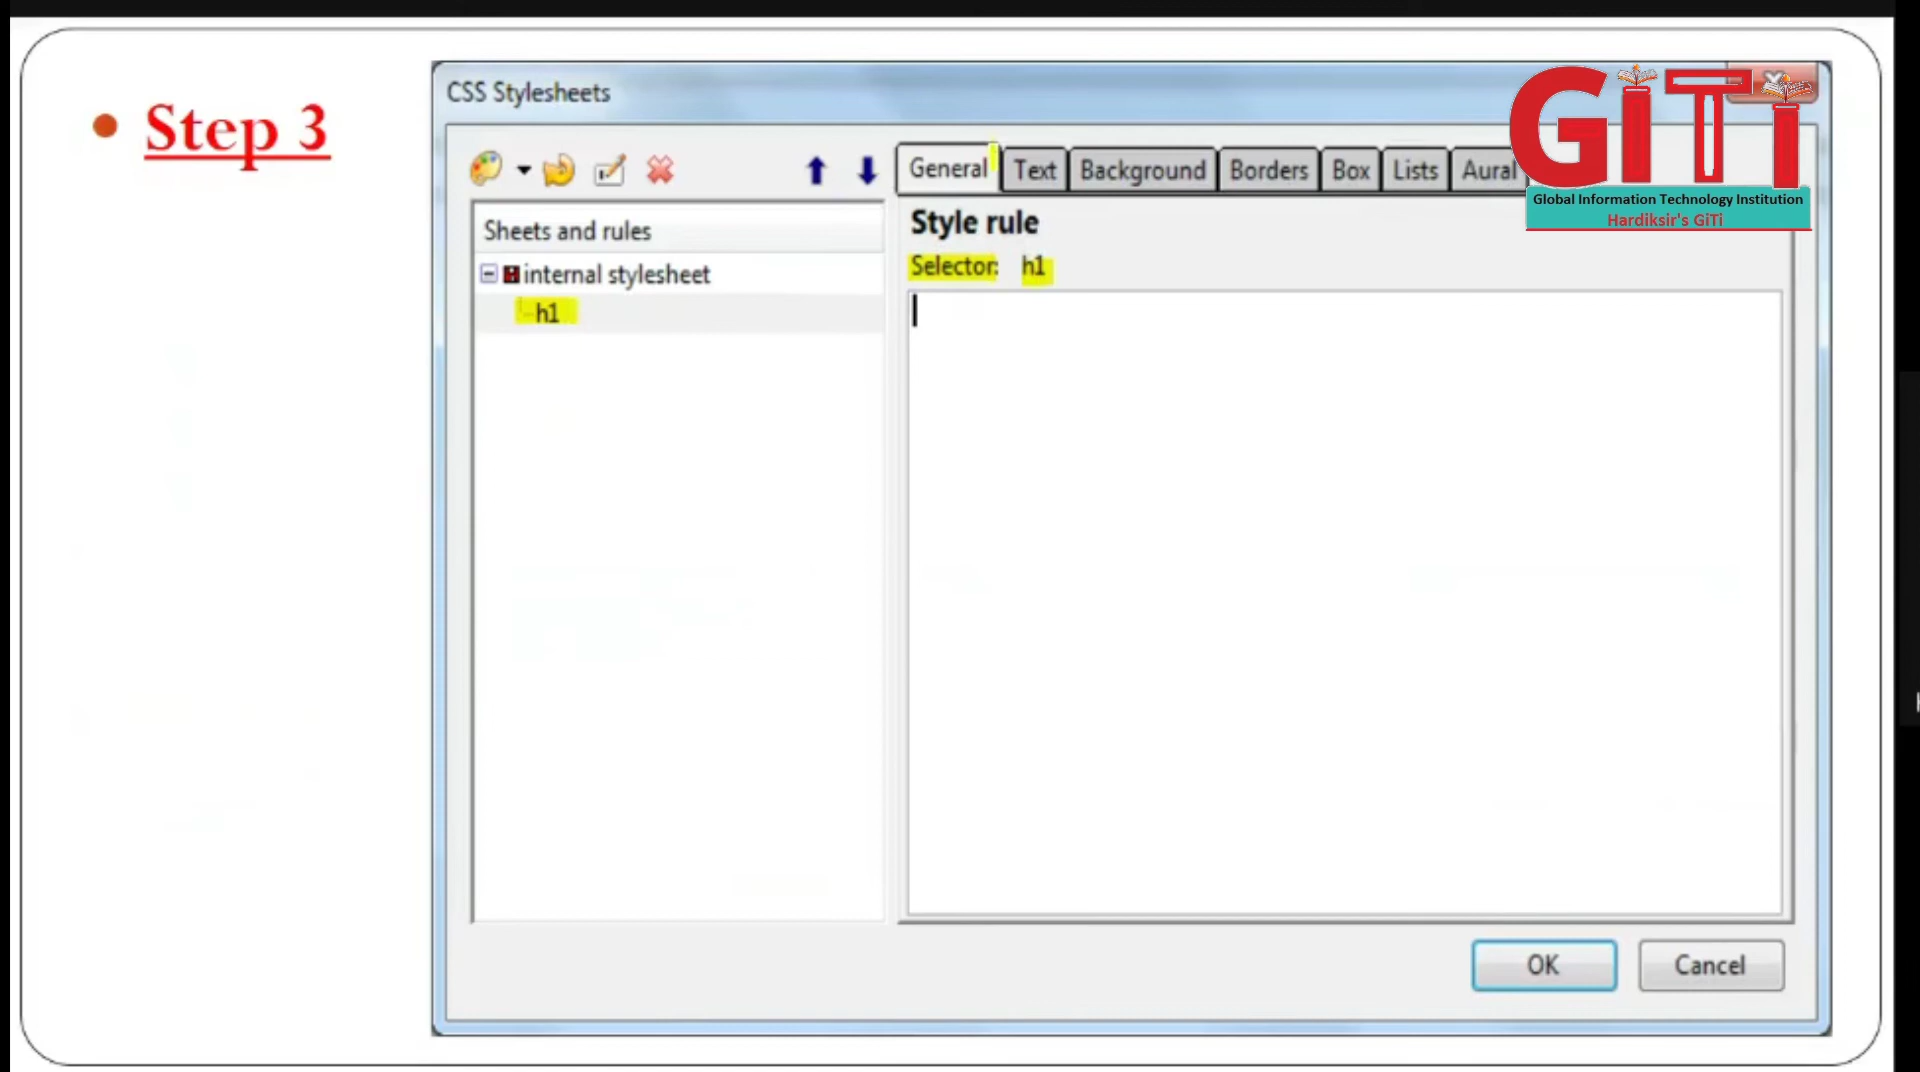 Step 3
CSS Stylesheets
GiTi
Global Information Technology Institution
Hardiksir's GiTi
General
Text
Background
Borders
Box
Lists
Aural
Sheets and rules
internal stylesheet
h1
Style rule
Selector: h1
OK
Cancel